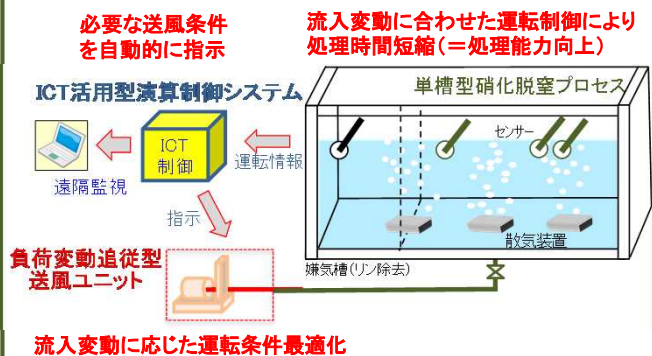 必要な送風条件
を自動的に指示
流入変動に合わせた運転制御により
処理時間短縮（＝処理能力向上）
ICT活用型演算制御システム
単槽型硝化脱窒プロセス
センサー
ICT
制御
運転情報
遠隔監視
指示
散気装置
負荷変動追従型
送風ユニット
嫌気槽(リン除去)
流入変動に応じた運転条件最適化